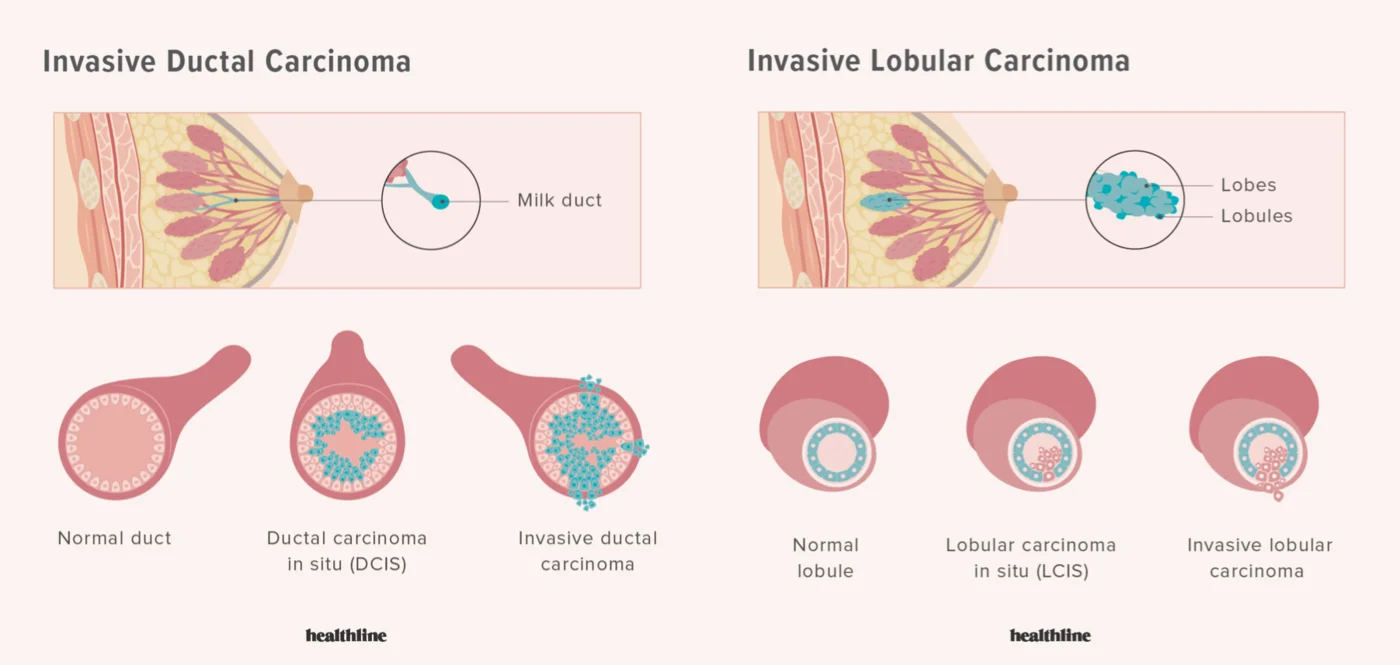 Invasive Ductal Carcinoma
Milk duct
Normal duct
Ductal carcinoma
in situ (DCIS)
Invasive ductal
carcinoma
healthline
Invasive Lobular Carcinoma
Lobes
Lobules
Normal
lobule
Lobular carcinoma
in situ (LCIS)
Invasive lobular
carcinoma
healthline